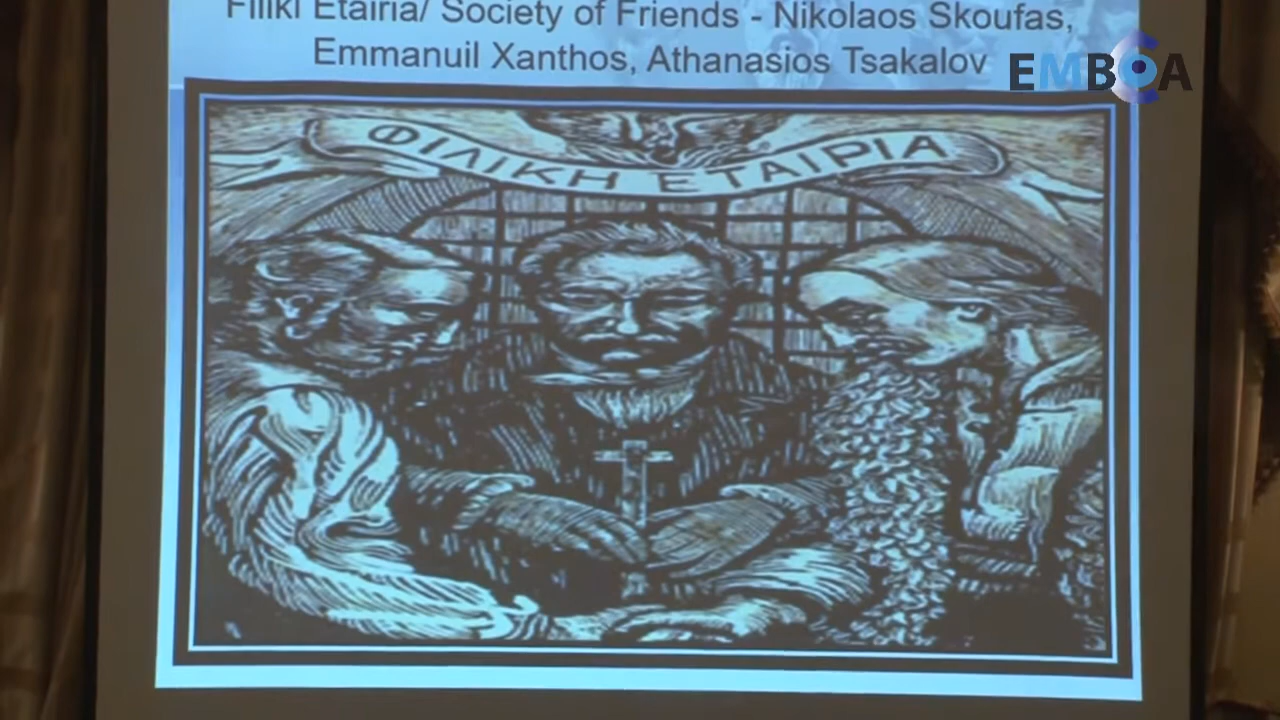 Filiki Etairia/ Society of Friends - Nikolaos Skoufas,
Emmanuil Xanthos, Athanasios Tsakalov
EMBCA
ΦΙΛΙΚΗ ΕΤΑΙΡΙΑ